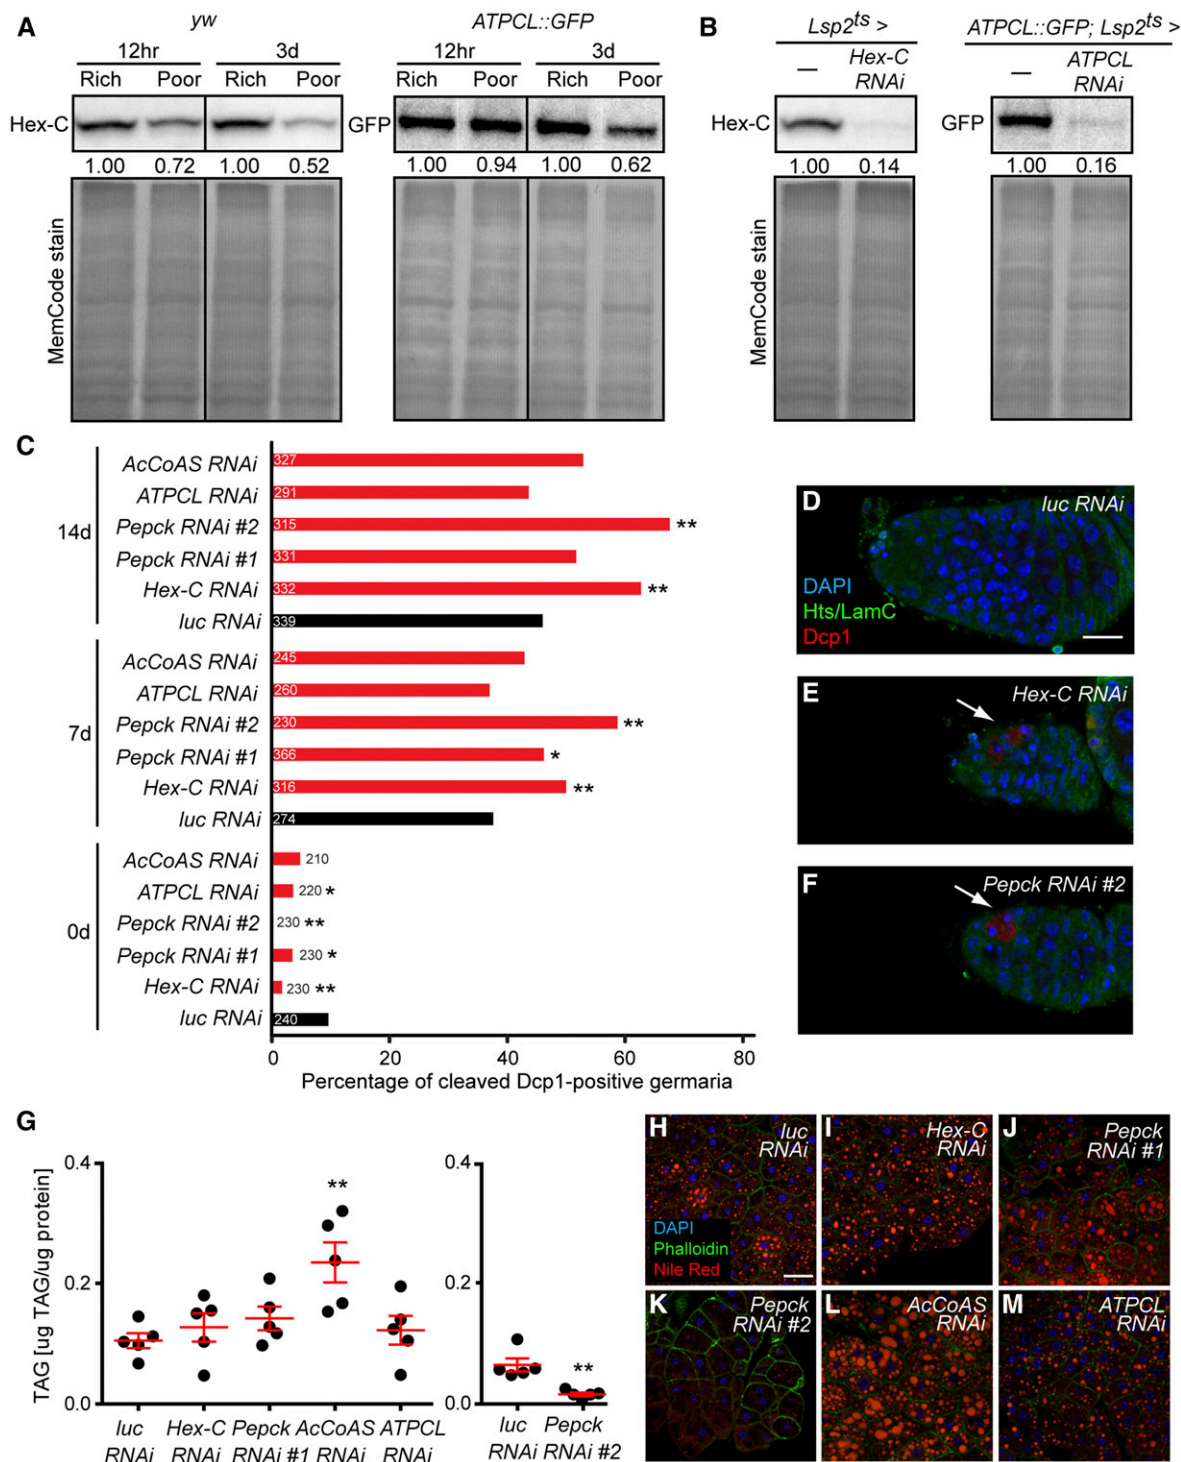 A
yw
ATPCL::GFP
12hr 3d 12hr 3d
Rich Poor Rich Poor Rich Poor Rich Poor
Hex-C
GFP
1.00 0.72 1.00 0.52 1.00 0.94 1.00 0.62
MemCode stain
B
Lsp2ts >
ATPCL::GFP; Lsp2ts >
— Hex-C RNAi
— ATPCL RNAi
Hex-C
GFP
1.00 0.14 1.00 0.16
MemCode stain
C
14d
AcCoAS RNAi 327
ATPCL RNAi 291
Pepck RNAi #2 315 **
Pepck RNAi #1 331
Hex-C RNAi 332 **
luc RNAi 339
7d
AcCoAS RNAi 245
ATPCL RNAi 260
Pepck RNAi #2 230 **
Pepck RNAi #1 366 *
Hex-C RNAi 316 **
luc RNAi 274
0d
AcCoAS RNAi 210
ATPCL RNAi 220 *
Pepck RNAi #2 230 **
Pepck RNAi #1 230 *
Hex-C RNAi 230 **
luc RNAi 240
0 20 40 60 80
Percentage of cleaved Dcp1-positive germaria
D
luc RNAi
DAPI
Hts/LamC
Dcp1
E
Hex-C RNAi
F
Pepck RNAi #2
G
TAG [ug TAG/ug protein]
0.4
0.2
0.0
**
luc RNAi
Hex-C RNAi
Pepck RNAi #1
AcCoAS RNAi
ATPCL RNAi
0.4
0.2
0.0
**
luc RNAi
Pepck RNAi #2
H
luc
RNAi
DAPI
Phalloidin
Nile Red
I
Hex-C
RNAi
J
Pepck
RNAi #1
K
Pepck
RNAi #2
L
AcCoAS
RNAi
M
ATPCL
RNAi